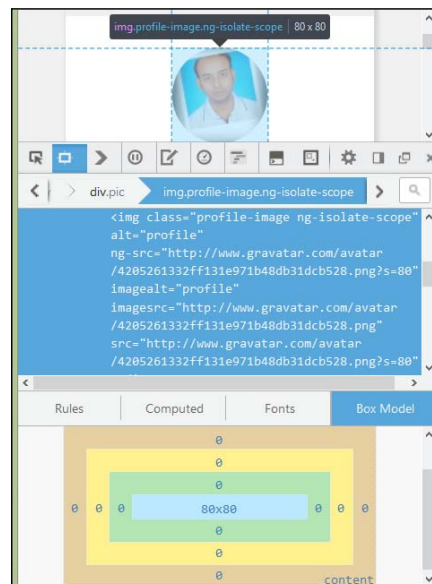 img.profile-image.ng-isolate-scope | 80 x 80
div.pic img.profile-image.ng-isolate-scope
<img class="profile-image ng-isolate-scope"
alt="profile"
ng-src="http://www.gravatar.com/avatar
/4205261332ff131e971b48db31dcb528.png?s=80"
imagealt="profile"
imagesrc="http://www.gravatar.com/avatar
/4205261332ff131e971b48db31dcb528.png"
src="http://www.gravatar.com/avatar
/4205261332ff131e971b48db31dcb528.png?s=80"
Rules Computed Fonts Box Model
0
0
0
0 0 0 80x80 0 0 0
0
0
0
content